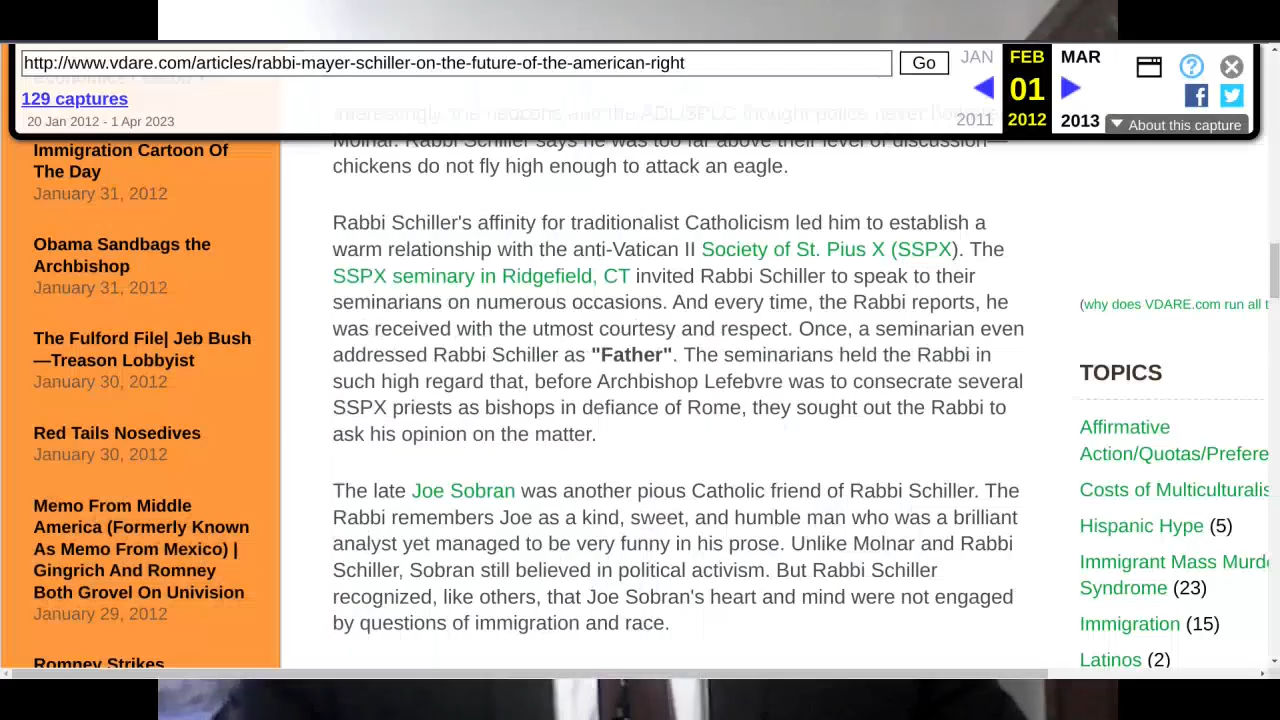 http://www.vdare.com/articles/rabbi-mayer-schiller-on-the-future-of-the-american-right
Go
JAN
FEB
MAR
129 captures
01
20 Jan 2012 - 1 Apr 2023
2011
2012
2013
About this capture
Immigration Cartoon Of
The Day
January 31, 2012
Obama Sandbags the
Archbishop
January 31, 2012
The Fulford File| Jeb Bush
—Treason Lobbyist
January 30, 2012
Red Tails Nosedives
January 30, 2012
Memo From Middle
America (Formerly Known
As Memo From Mexico) |
Gingrich And Romney
Both Grovel On Univision
January 29, 2012
Romney Strikes
Interestingly, the neocons and the ADL/SPLC thought police never
Molnar. Rabbi Schiller says he was too far above their level of discussion—
chickens do not fly high enough to attack an eagle.
Rabbi Schiller's affinity for traditionalist Catholicism led him to establish a
warm relationship with the anti-Vatican II Society of St. Pius X (SSPX). The
SSPX seminary in Ridgefield, CT invited Rabbi Schiller to speak to their
seminarians on numerous occasions. And every time, the Rabbi reports, he
was received with the utmost courtesy and respect. Once, a seminarian even
addressed Rabbi Schiller as "Father". The seminarians held the Rabbi in
such high regard that, before Archbishop Lefebvre was to consecrate several
SSPX priests as bishops in defiance of Rome, they sought out the Rabbi to
ask his opinion on the matter.
The late Joe Sobran was another pious Catholic friend of Rabbi Schiller. The
Rabbi remembers Joe as a kind, sweet, and humble man who was a brilliant
analyst yet managed to be very funny in his prose. Unlike Molnar and Rabbi
Schiller, Sobran still believed in political activism. But Rabbi Schiller
recognized, like others, that Joe Sobran's heart and mind were not engaged
by questions of immigration and race.
(why does VDARE.com run all t
TOPICS
Affirmative
Action/Quotas/Prefere
Costs of Multiculturalis
Hispanic Hype (5)
Immigrant Mass Murde
Syndrome (23)
Immigration (15)
Latinos (2)